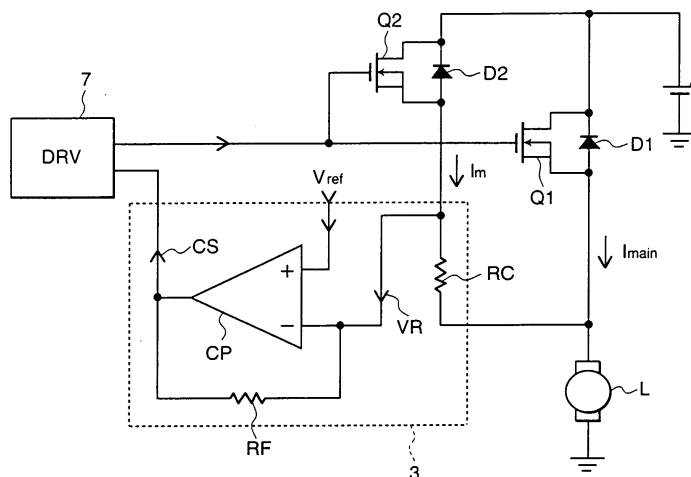 Q2
7
D2
DRV
D1
Vref
Im
Q1
CS
+
Imain
RC
−
CP
VR
L
RF
3